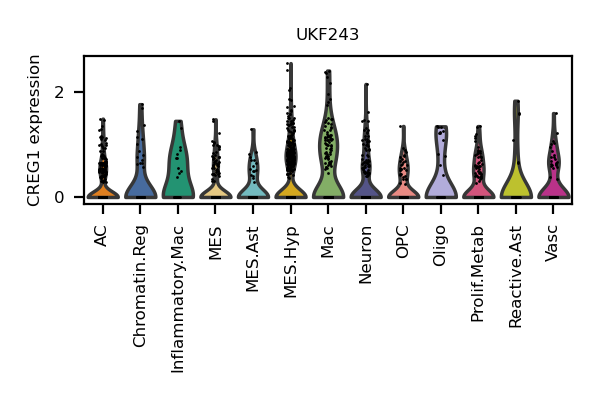 UKF243
CREG1 expression
2
0
AC
Chromatin.Reg
Inflammatory.Mac
MES
MES.Ast
MES.Hyp
Mac
Neuron
OPC
Oligo
Prolif.Metab
Reactive.Ast
Vasc